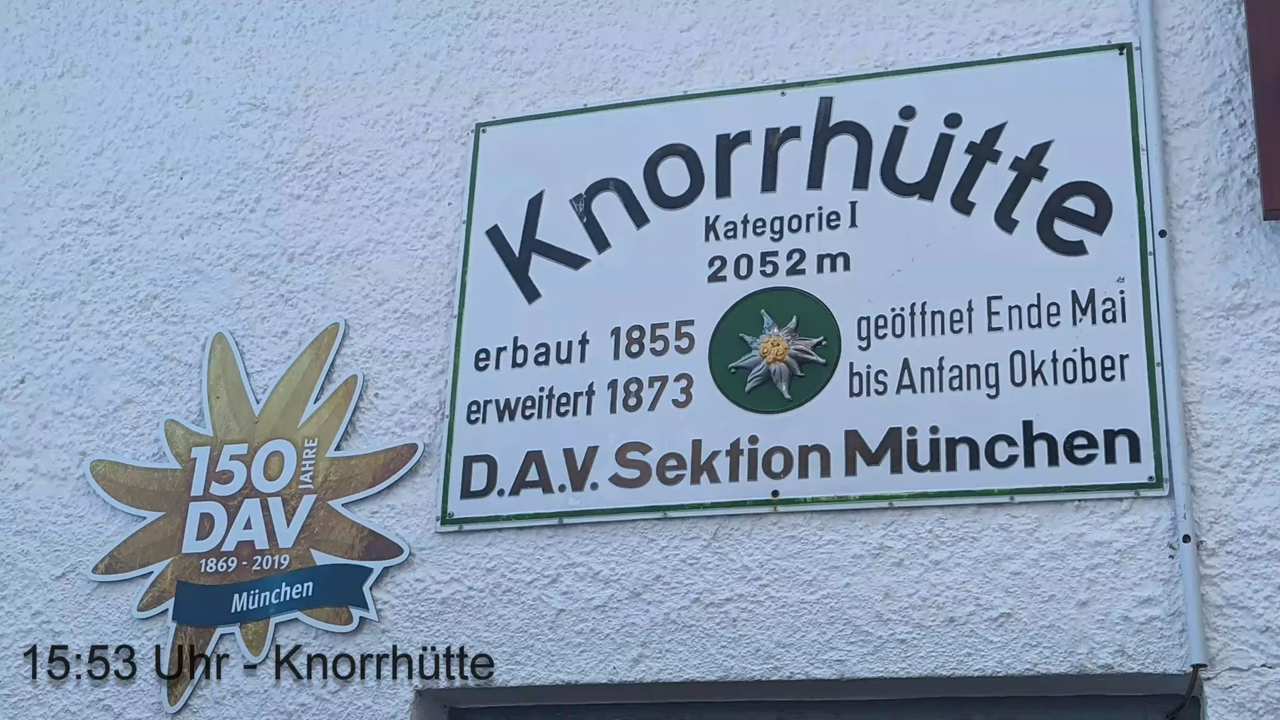 Knorrhütte
Kategorie I
2052 m
erbaut 1855
erweitert 1873
geöffnet Ende Mai
bis Anfang Oktober
D.A.V. Sektion München
150 JAHRE
DAV
1869 - 2019
München
15:53 Uhr - Knorrhütte